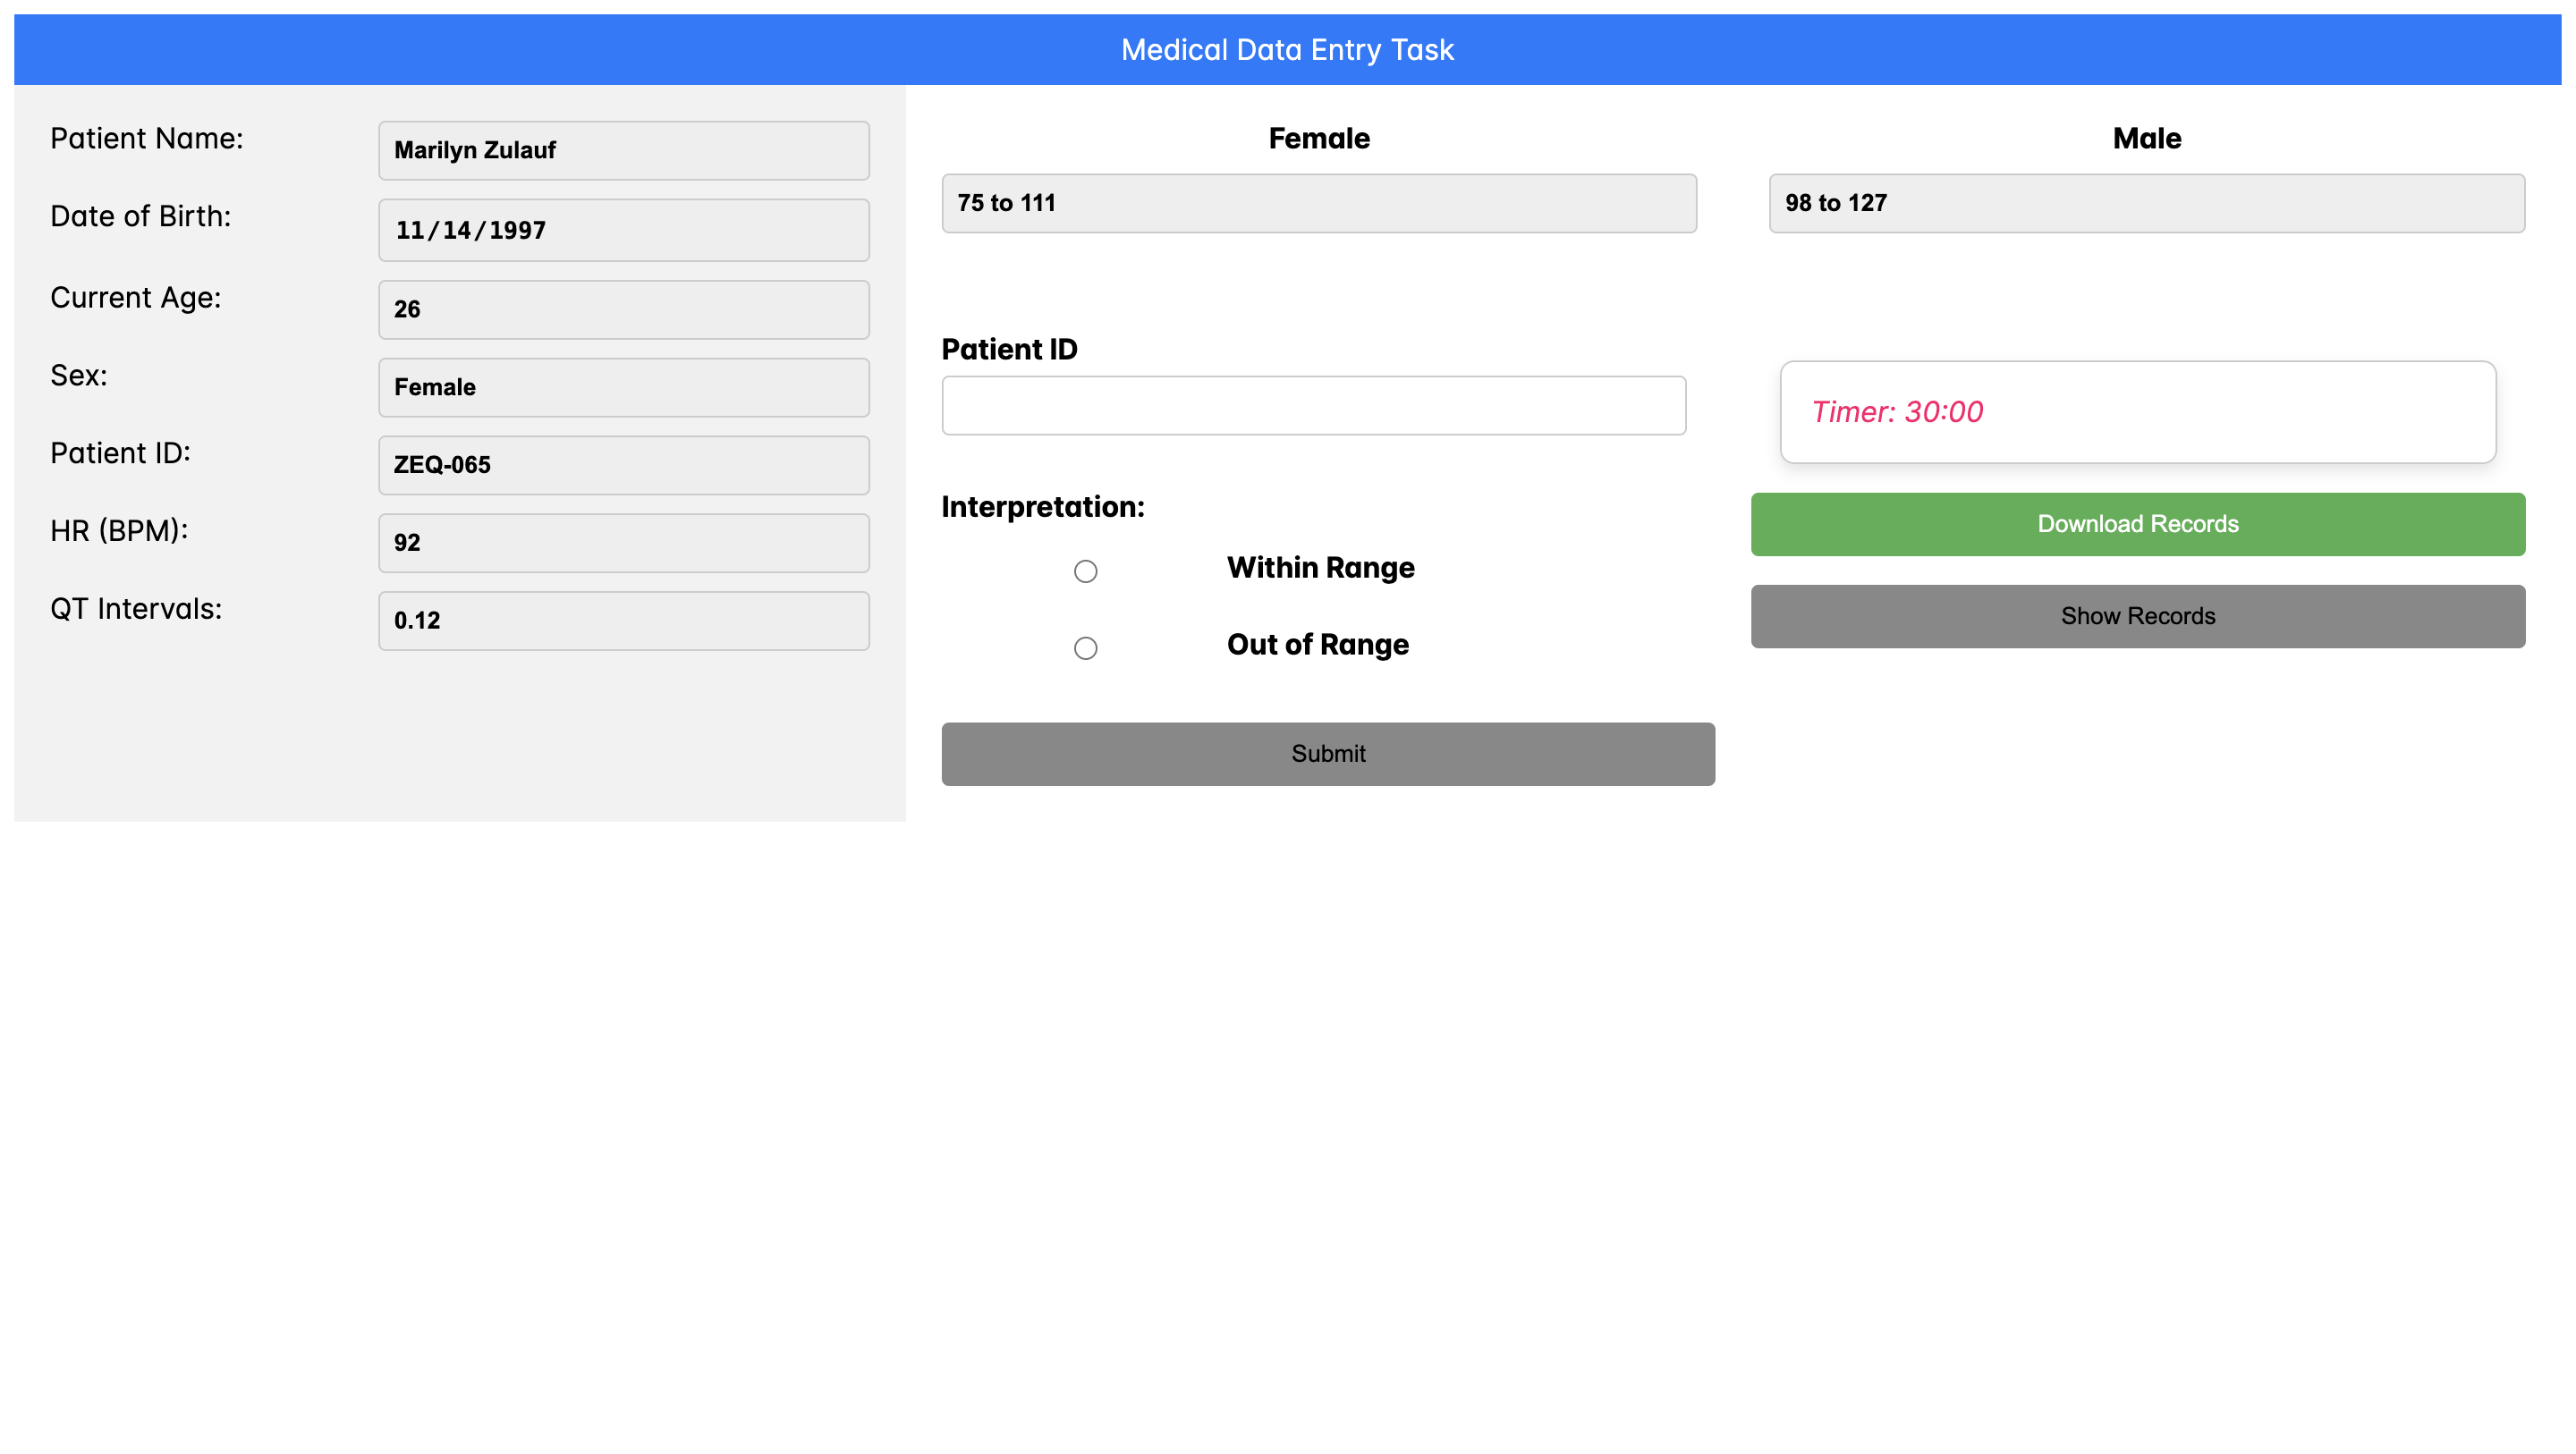 Medical Data Entry Task
Patient Name: Marilyn Zulauf
Date of Birth: 11/14/1997
Current Age: 26
Sex: Female
Patient ID: ZEQ-065
HR (BPM): 92
QT Intervals: 0.12
Female
75 to 111
Male
98 to 127
Patient ID
Interpretation:
Within Range
Out of Range
Submit
Timer: 30:00
Download Records
Show Records